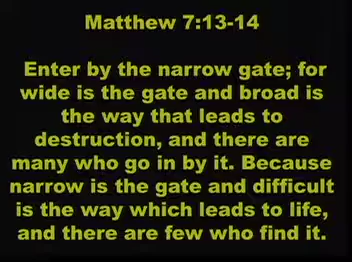 Matthew 7:13-14
Enter by the narrow gate; for
wide is the gate and broad is
the way that leads to
destruction, and there are
many who go in by it. Because
narrow is the gate and difficult
is the way which leads to life,
and there are few who find it.